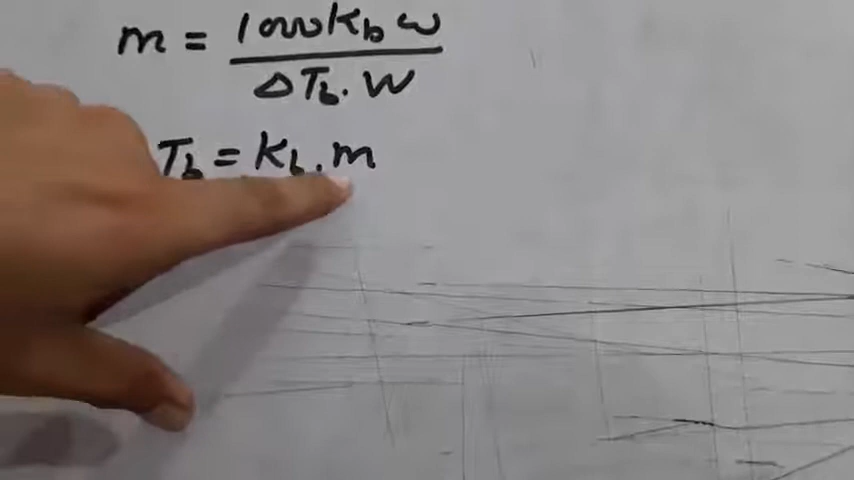 m = 1000 Kb w
ΔTb . W
Tb = Kb . m